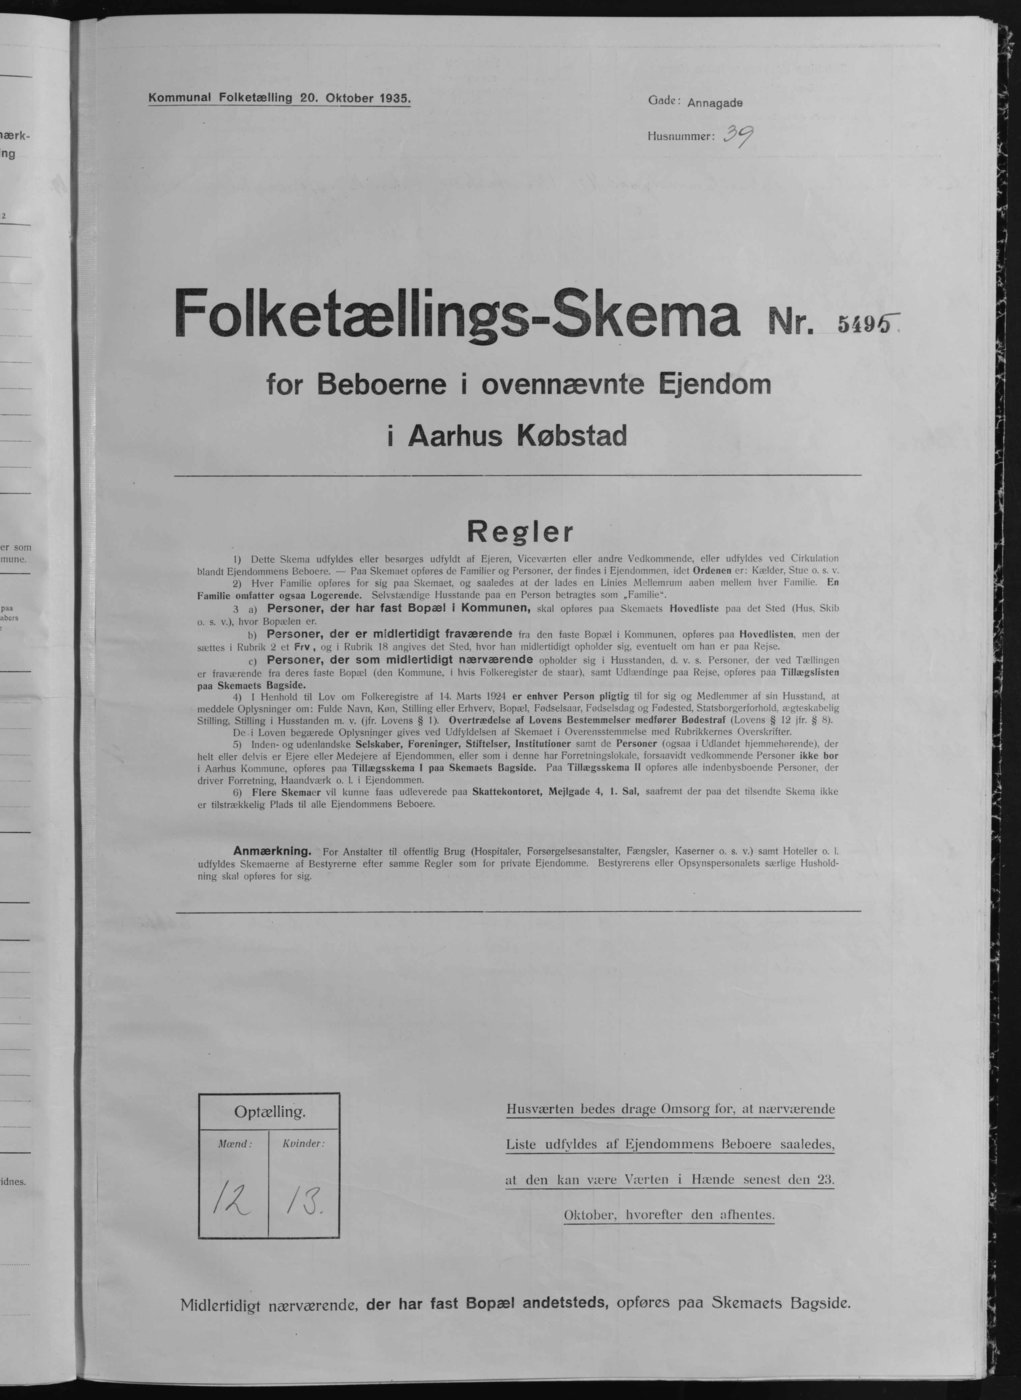 Kommunal Folketælling 20. Oktober 1935.
Gade: Annagade
Husnummer: 39
Folketællings-Skema Nr. 5495
for Beboerne i ovennævnte Ejendom
i Aarhus Købstad
Regler
1) Dette Skema udfyldes eller besørges udfyldt af Ejeren, Viceværten eller andre Vedkommende, eller udfyldes ved Cirkulation
blandt Ejendommens Beboere. — Paa Skemaet opføres de Familier og Personer, der findes i Ejendommen, idet Ordenen er: Kælder, Stue o. s. v.
2) Hver Familie opføres for sig paa Skemaet, og saaledes at der lades en Linies Mellemrum aaben mellem hver Familie. En
Familie omfatter ogsaa Logerende. Selvstændige Husstande paa en Person betragtes som „Familie“.
3 a) Personer, der har fast Bopæl i Kommunen, skal opføres paa Skemaets Hovedliste paa det Sted (Hus, Skib
o. s. v.), hvor Bopælen er.
b) Personer, der er midlertidigt fraværende fra den faste Bopæl i Kommunen, opføres paa Hovedlisten, men der
sættes i Rubrik 2 et Frv, og i Rubrik 18 angives det Sted, hvor han midlertidigt opholder sig, eventuelt om han er paa Rejse.
c) Personer, der som midlertidigt nærværende opholder sig i Husstanden, d. v. s. Personer, der ved Tællingen
er fraværende fra deres faste Bopæl (den Kommune, i hvis Folkeregister de staar), samt Udlændinge paa Rejse, opføres paa Tillægslisten
paa Skemaets Bagside.
4) I Henhold til Lov om Folkeregistre af 14. Marts 1924 er enhver Person pligtig til for sig og Medlemmer af sin Husstand, at
meddele Oplysninger om: Fulde Navn, Køn, Stilling eller Erhverv, Bopæl, Fødselsaar, Fødselsdag og Fødested, Statsborgerforhold, ægteskabelig
Stilling, Stilling i Husstanden m. v. (jfr. Lovens § 1). Overtrædelse af Lovens Bestemmelser medfører Bødestraf (Lovens § 12 jfr. § 8).
De i Loven begærede Oplysninger gives ved Udfyldelsen af Skemaet i Overensstemmelse med Rubrikkernes Overskrifter.
5) Inden- og udenlandske Selskaber, Foreninger, Stiftelser, Institutioner samt de Personer (ogsaa i Udlandet hjemmehørende), der
helt eller delvis er Ejere eller Medejere af Ejendommen, eller som i denne har Forretningslokale, forsaavidt vedkommende Personer ikke bor
i Aarhus Kommune, opføres paa Tillægsskema I paa Skemaets Bagside. Paa Tillægsskema II opføres alle indenbysboende Personer, der
driver Forretning, Haandværk o. l. i Ejendommen.
6) Flere Skemaer vil kunne faas udleverede paa Skattekontoret, Mejlgade 4, 1. Sal, saafremt der paa det tilsendte Skema ikke
er tilstrækkelig Plads til alle Ejendommens Beboere.
Anmærkning. For Anstalter til offentlig Brug (Hospitaler, Forsørgelsesanstalter, Fængsler, Kaserner o. s. v.) samt Hoteller o. l.
udfyldes Skemaerne af Bestyrerne efter samme Regler som for private Ejendomme. Bestyrerens eller Opsynspersonalets særlige Hushold-
ning skal opføres for sig.
Optælling.
Mænd: Kvinder:
12 13.
Husværten bedes drage Omsorg for, at nærværende
Liste udfyldes af Ejendommens Beboere saaledes,
at den kan være Værten i Hænde senest den 23.
Oktober, hvorefter den afhentes.
Midlertidigt nærværende, der har fast Bopæl andetsteds, opføres paa Skemaets Bagside.